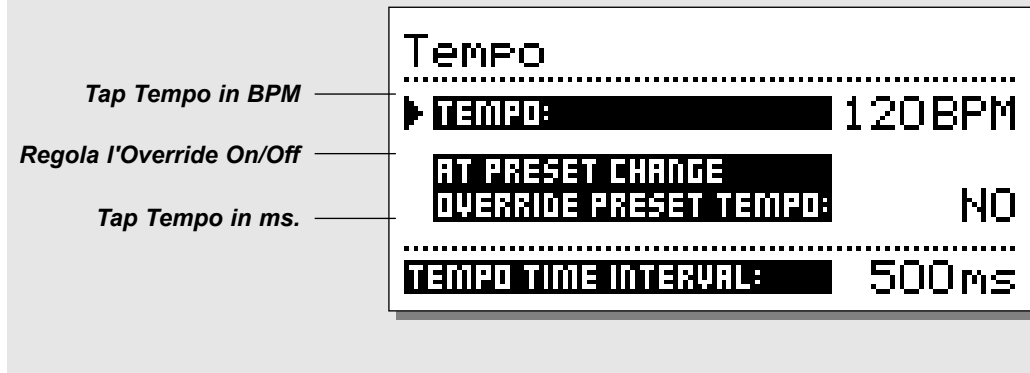 Tap Tempo in BPM
Regola l'Override On/Off
Tap Tempo in ms.
Tempo
TEMPO: 120BPM
AT PRESET CHANGE
OVERRIDE PRESET TEMPO: NO
TEMPO TIME INTERVAL: 500ms